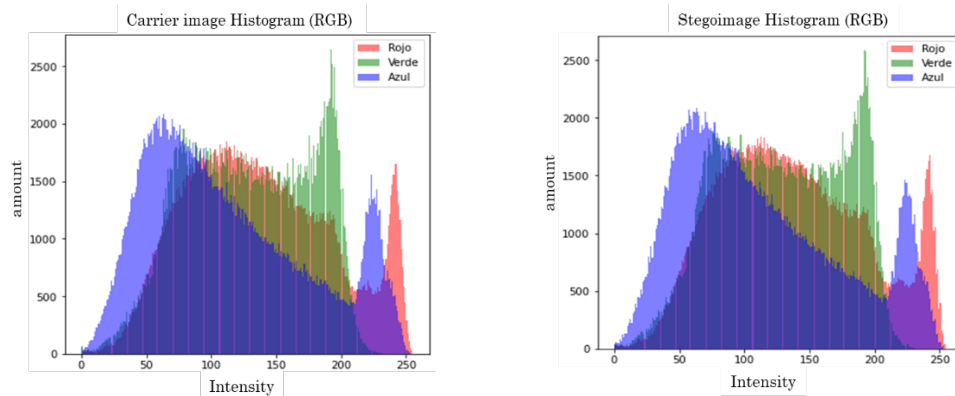 Carrier image Histogram (RGB)
Rojo
Verde
Azul
2500
2000
1500
1000
500
0
amount
0 50 100 150 200 250
Intensity
Stegoimage Histogram (RGB)
Rojo
Verde
Azul
2500
2000
1500
1000
500
0
amount
0 50 100 150 200 250
Intensity